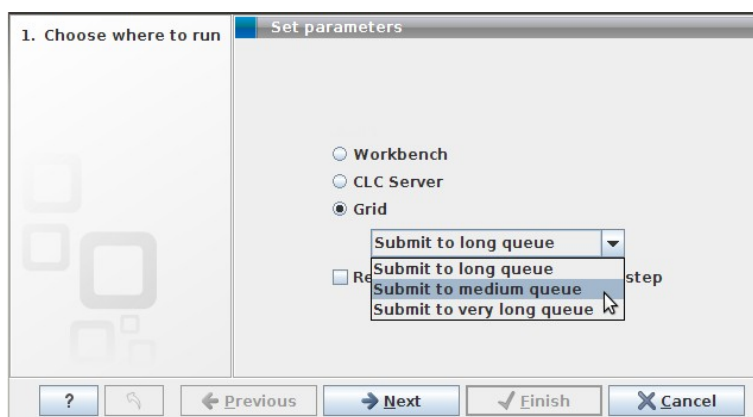 1. Choose where to run
Set parameters
Workbench
CLC Server
Grid
Submit to long queue
Submit to long queue
Submit to medium queue
Submit to very long queue
step
? Previous Next Finish Cancel